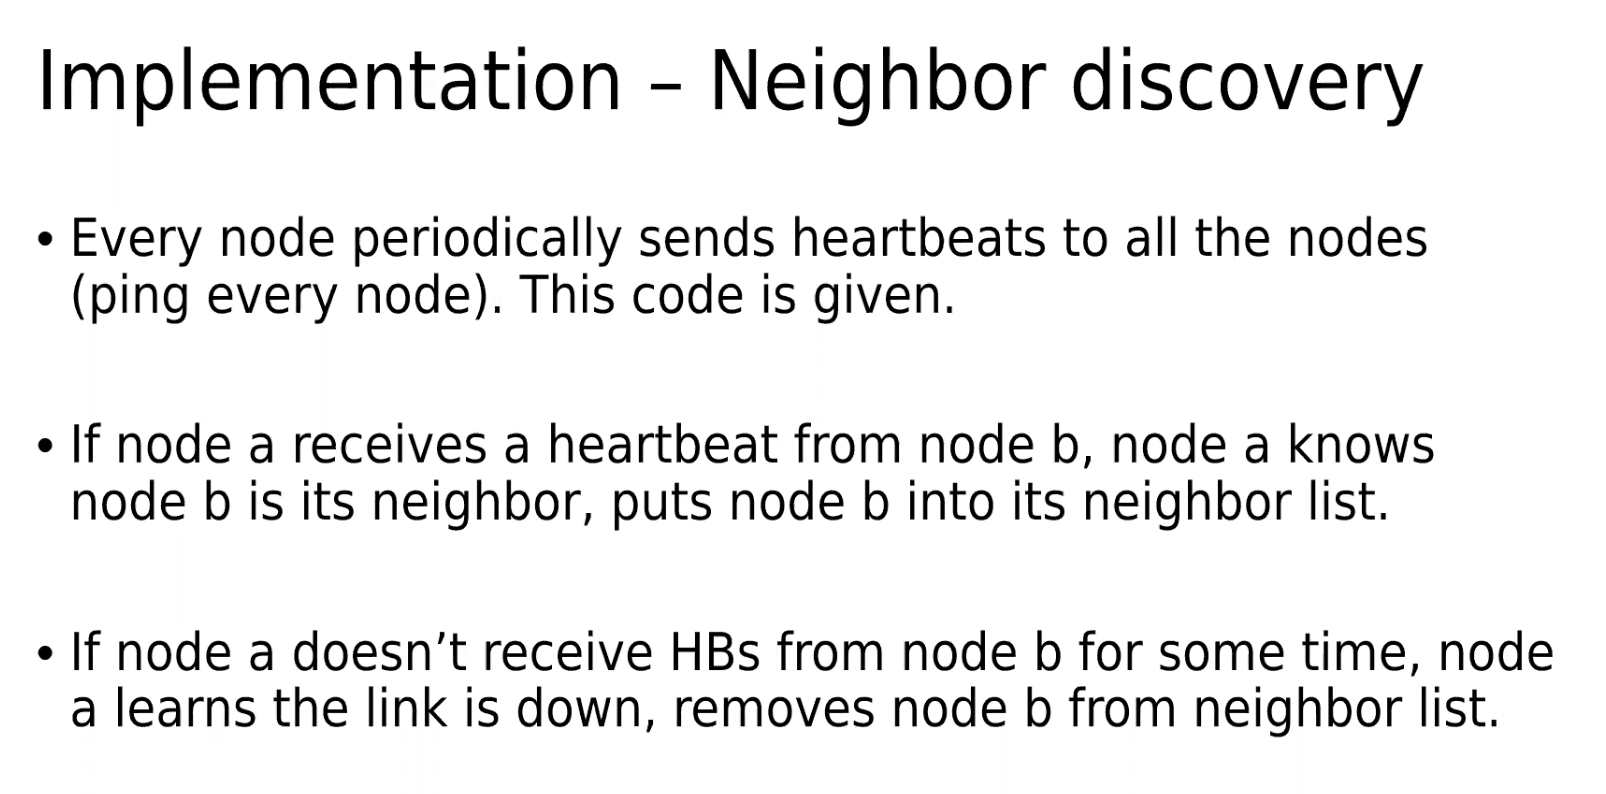 Implementation – Neighbor discovery
• Every node periodically sends heartbeats to all the nodes
(ping every node). This code is given.
• If node a receives a heartbeat from node b, node a knows
node b is its neighbor, puts node b into its neighbor list.
• If node a doesn’t receive HBs from node b for some time, node
a learns the link is down, removes node b from neighbor list.